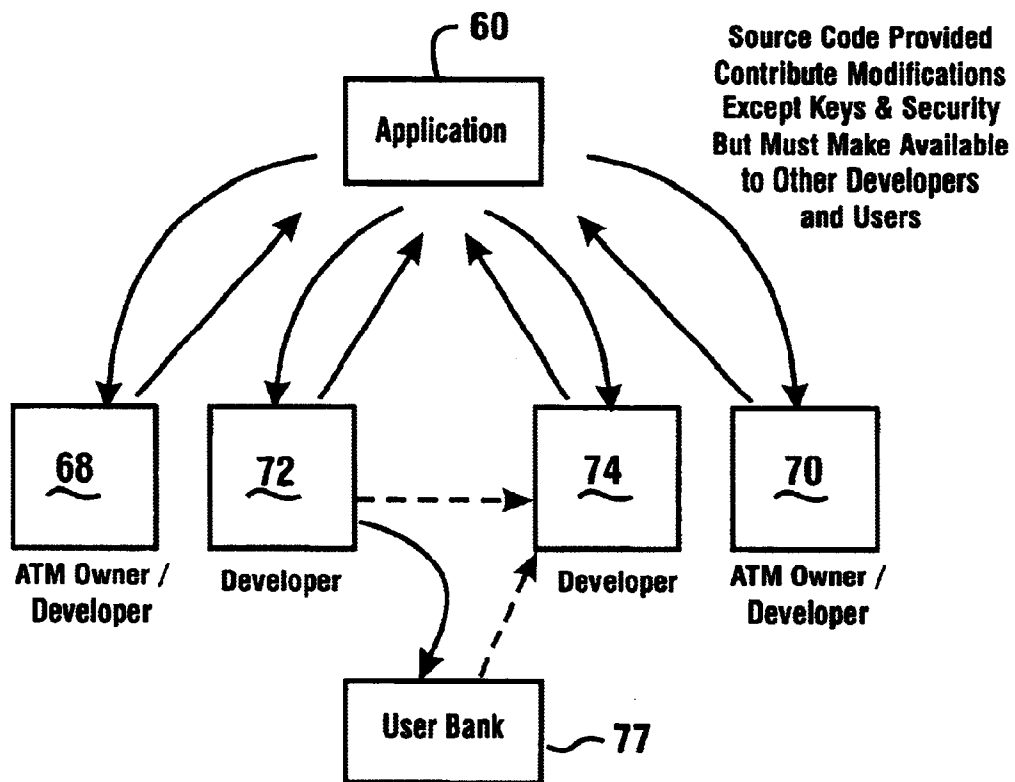 60
Application
Source Code Provided
Contribute Modifications
Except Keys & Security
But Must Make Available
to Other Developers
and Users
68
72
74
70
ATM Owner /
Developer
Developer
Developer
ATM Owner /
Developer
User Bank
77